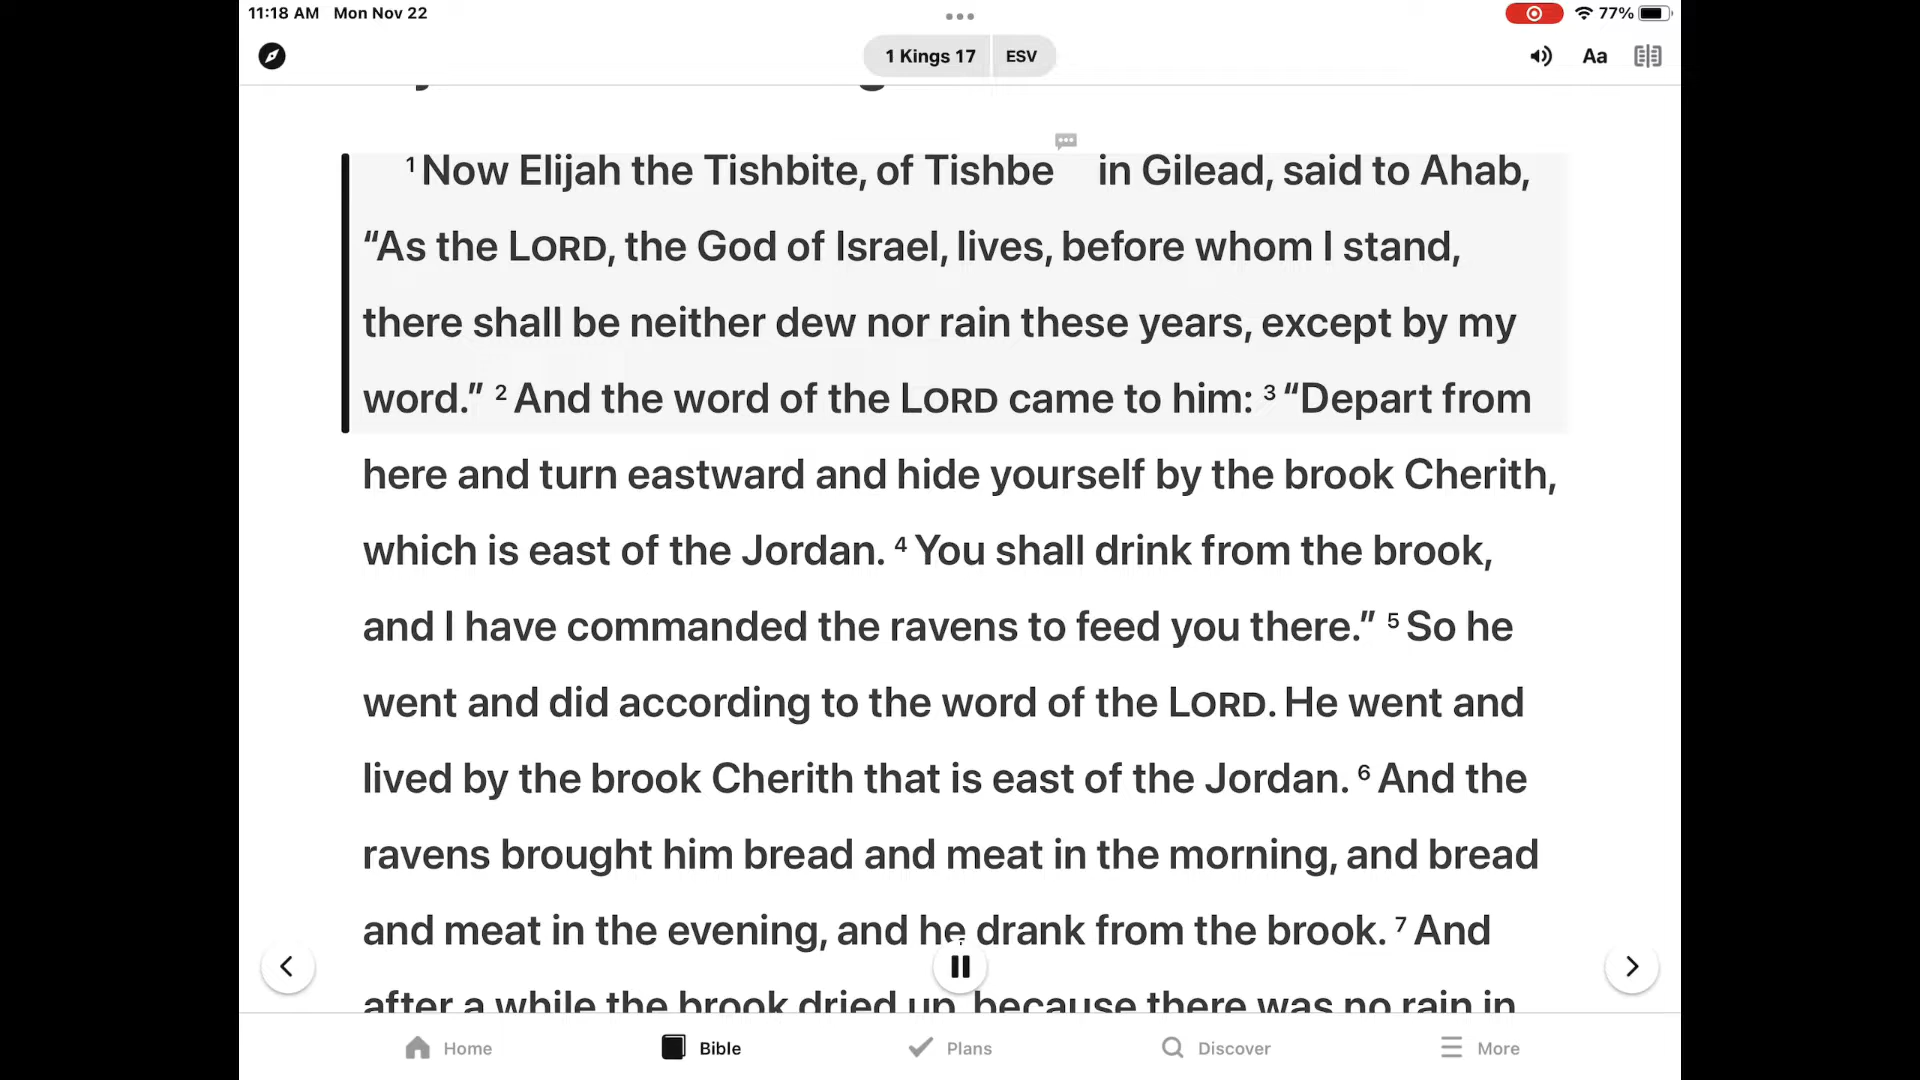 11:18 AM Mon Nov 22
77%
1 Kings 17 ESV
Aa
1 Now Elijah the Tishbite, of Tishbe in Gilead, said to Ahab,
“As the LORD, the God of Israel, lives, before whom I stand,
there shall be neither dew nor rain these years, except by my
word.” 2 And the word of the LORD came to him: 3 “Depart from
here and turn eastward and hide yourself by the brook Cherith,
which is east of the Jordan. 4 You shall drink from the brook,
and I have commanded the ravens to feed you there.” 5 So he
went and did according to the word of the LORD. He went and
lived by the brook Cherith that is east of the Jordan. 6 And the
ravens brought him bread and meat in the morning, and bread
and meat in the evening, and he drank from the brook. 7 And
after a while the brook dried up, because there was no rain in
Home Bible Plans Discover More